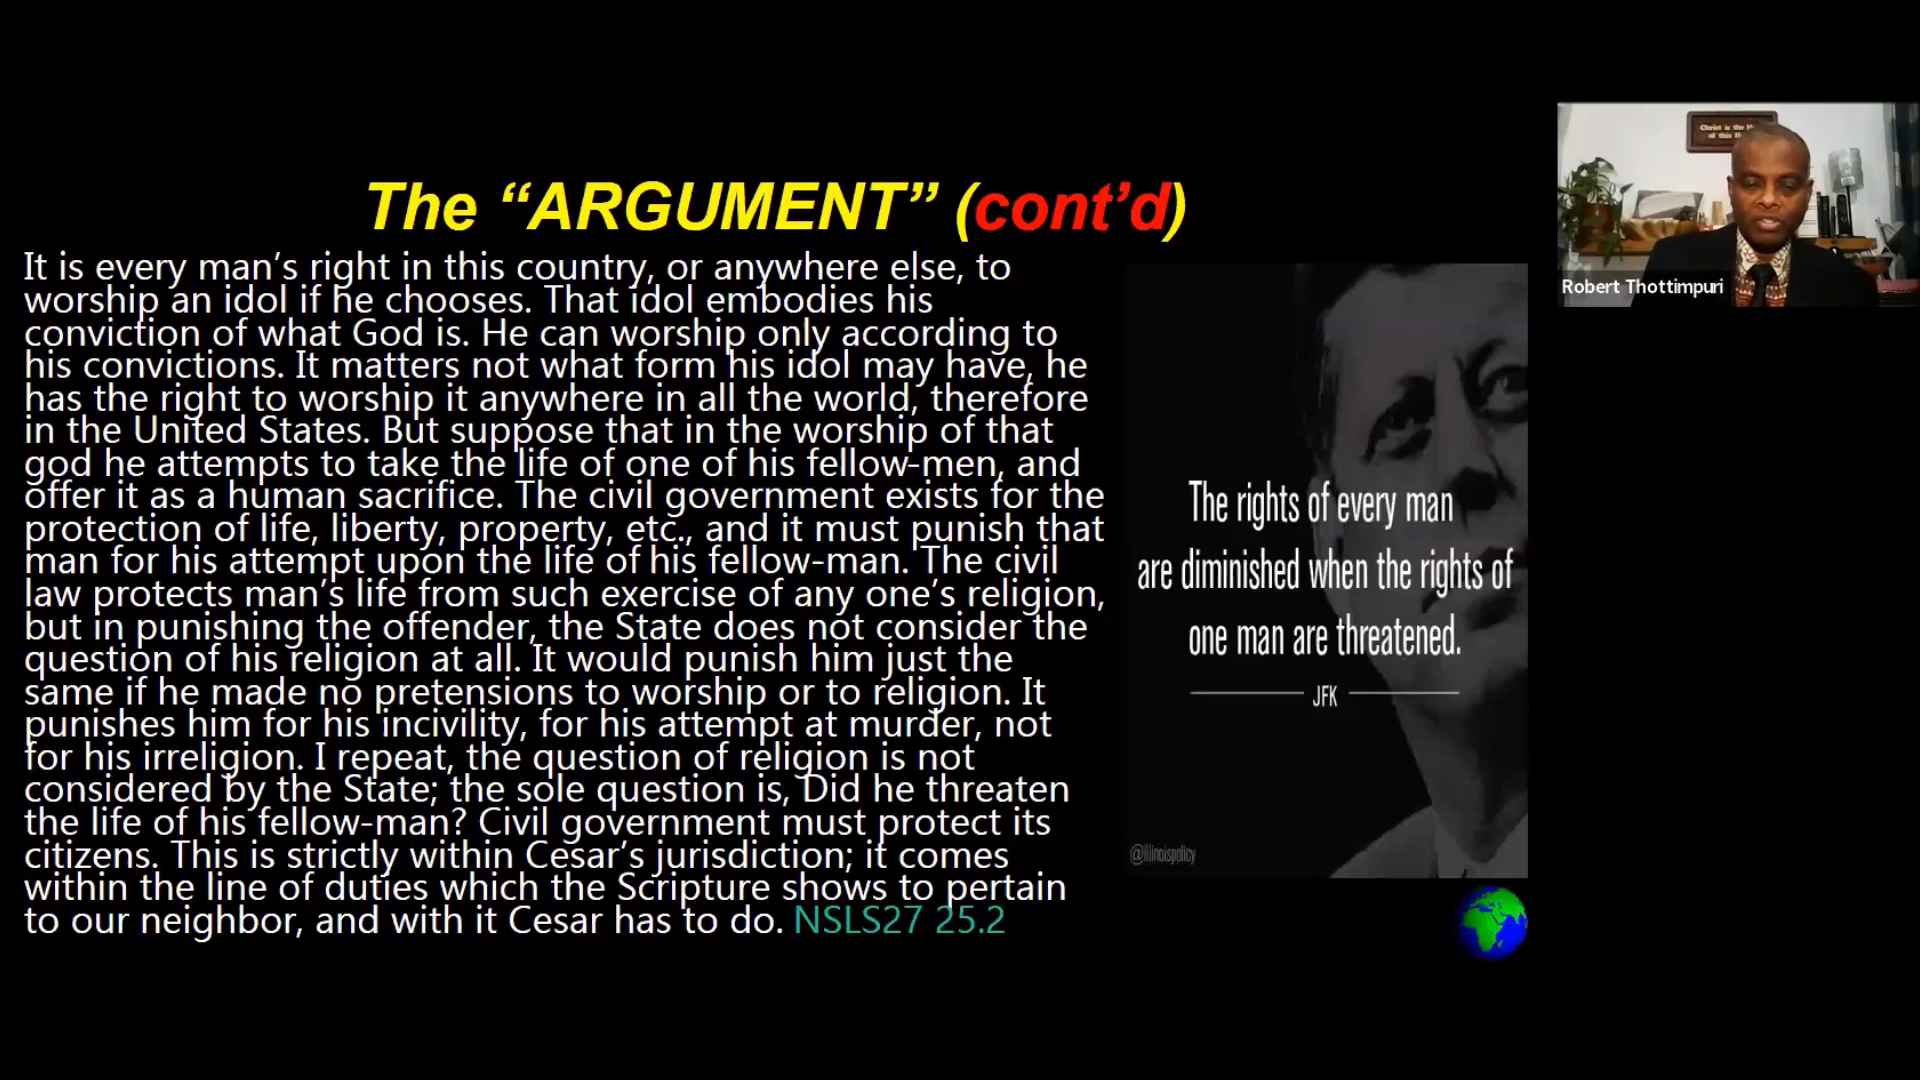 The “ARGUMENT” (cont’d)
It is every man’s right in this country, or anywhere else, to
worship an idol if he chooses. That idol embodies his
conviction of what God is. He can worship only according to
his convictions. It matters not what form his idol may have, he
has the right to worship it anywhere in all the world, therefore
in the United States. But suppose that in the worship of that
god he attempts to take the life of one of his fellow-men, and
offer it as a human sacrifice. The civil government exists for the
protection of life, liberty, property, etc., and it must punish that
man for his attempt upon the life of his fellow-man. The civil
law protects man’s life from such exercise of any one’s religion,
but in punishing the offender, the State does not consider the
question of his religion at all. It would punish him just the
same if he made no pretensions to worship or to religion. It
punishes him for his incivility, for his attempt at murder, not
for his irreligion. I repeat, the question of religion is not
considered by the State; the sole question is, Did he threaten
the life of his fellow-man? Civil government must protect its
citizens. This is strictly within Cesar’s jurisdiction; it comes
within the line of duties which the Scripture shows to pertain
to our neighbor, and with it Cesar has to do. NSLS27 25.2
The rights of every man
are diminished when the rights of
one man are threatened.
JFK
@illinoispolicy
Christ is the
of this
Robert Thottimpuri